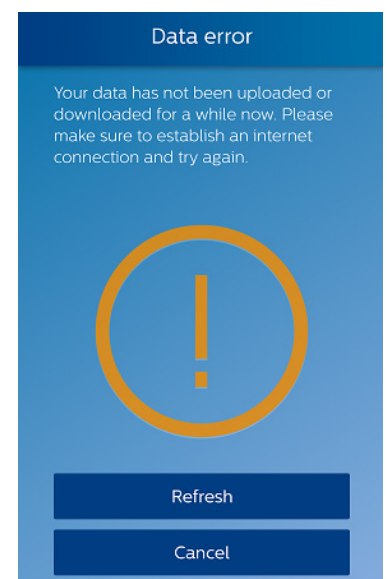 Data error
Your data has not been uploaded or
downloaded for a while now. Please
make sure to establish an internet
connection and try again.
!
Refresh
Cancel